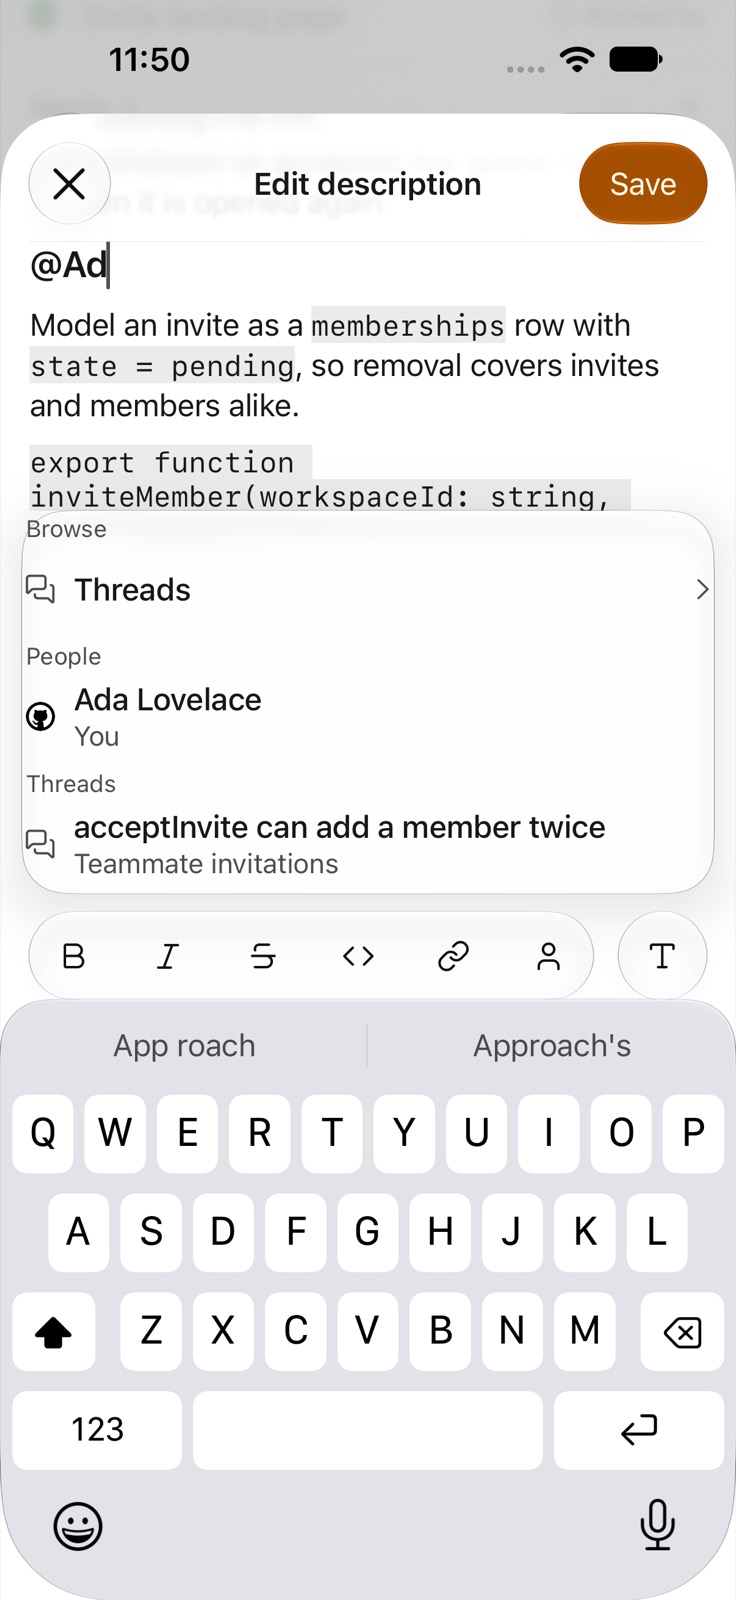 11:50
Edit description
Save
@Ad
Model an invite as a memberships row with
state = pending, so removal covers invites
and members alike.
export function
inviteMember(workspaceId: string,
Browse
Threads
People
Ada Lovelace
You
Threads
acceptInvite can add a member twice
Teammate invitations
B I S T
App roach Approach's
Q W E R T Y U I O P
A S D F G H J K L
Z X C V B N M
123